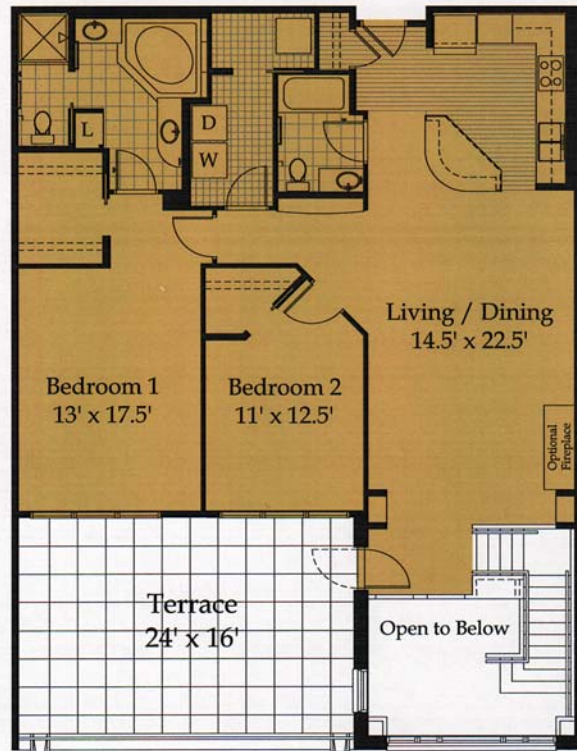 L
D
W
Living / Dining
14.5' x 22.5'
Bedroom 1
13' x 17.5'
Bedroom 2
11' x 12.5'
Optional
Fireplace
Terrace
24' x 16'
Open to Below